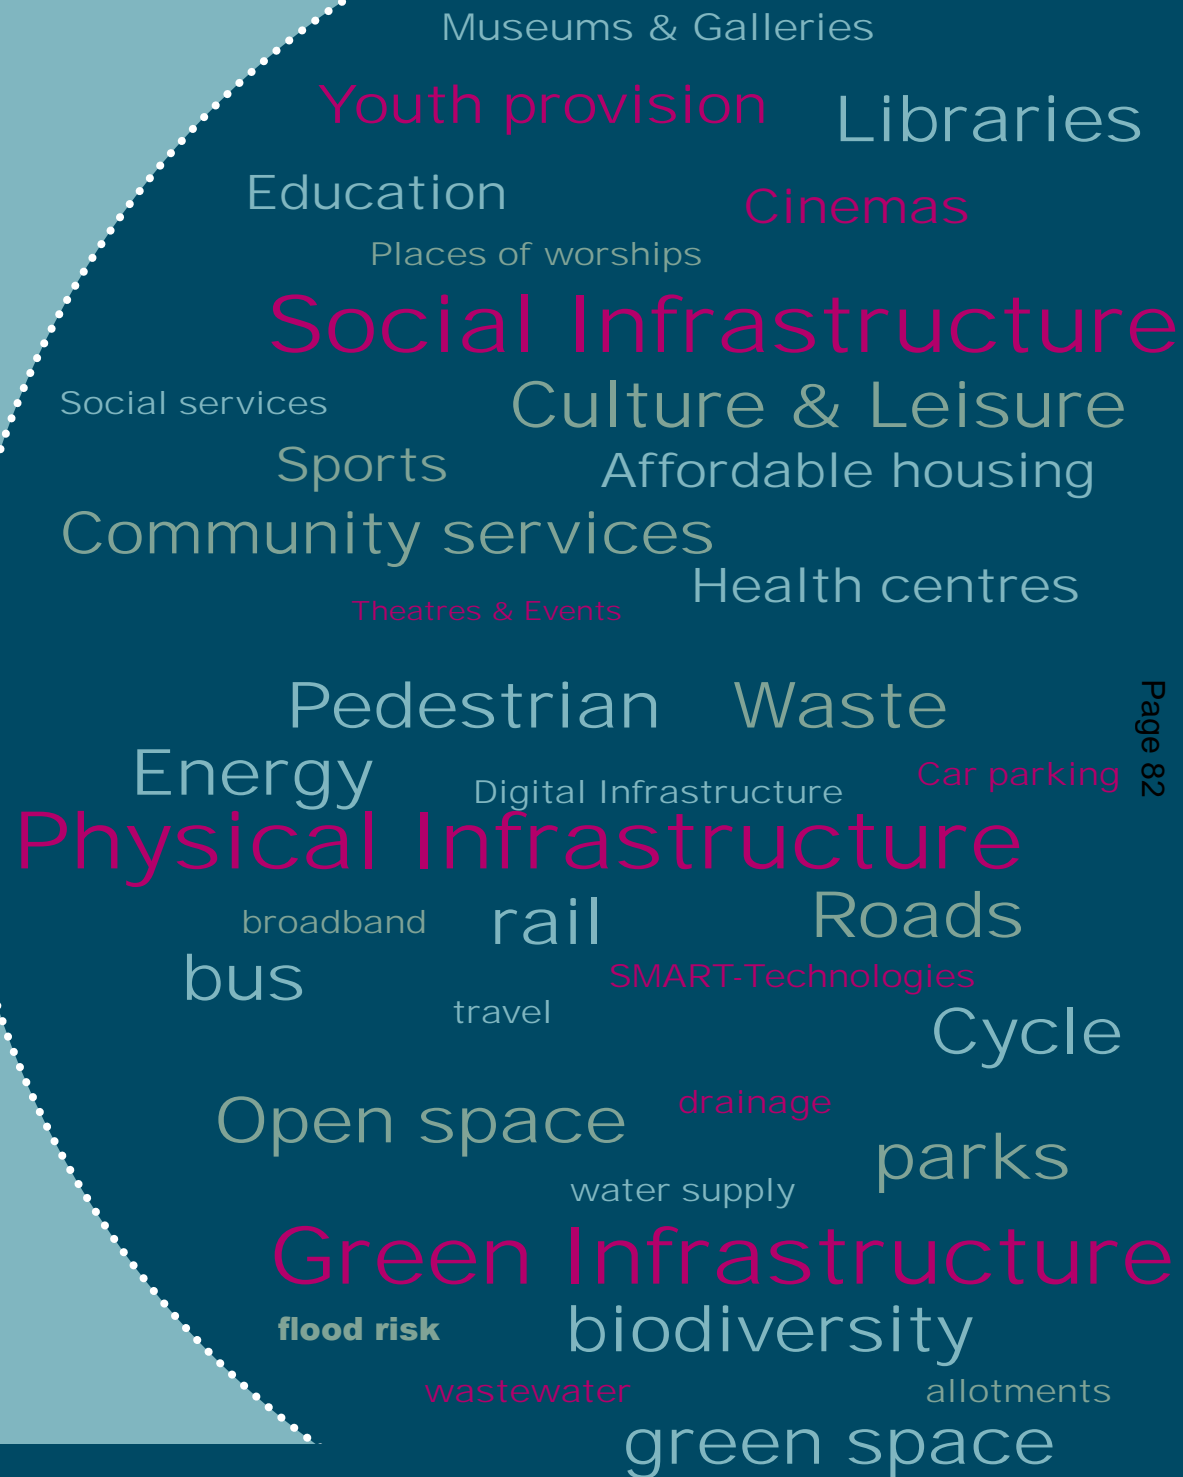 Museums & Galleries
Youth provision
Libraries
Education
Cinemas
Places of worships
Social Infrastructure
Social services
Culture & Leisure
Sports
Affordable housing
Community services
Health centres
Theatres & Events
Pedestrian
Waste
Page 82
Energy
Digital Infrastructure
Car parking
Physical Infrastructure
broadband
rail
Roads
bus
SMART-Technologies
travel
Cycle
Open space
drainage
parks
water supply
Green Infrastructure
flood risk
biodiversity
wastewater
allotments
green space